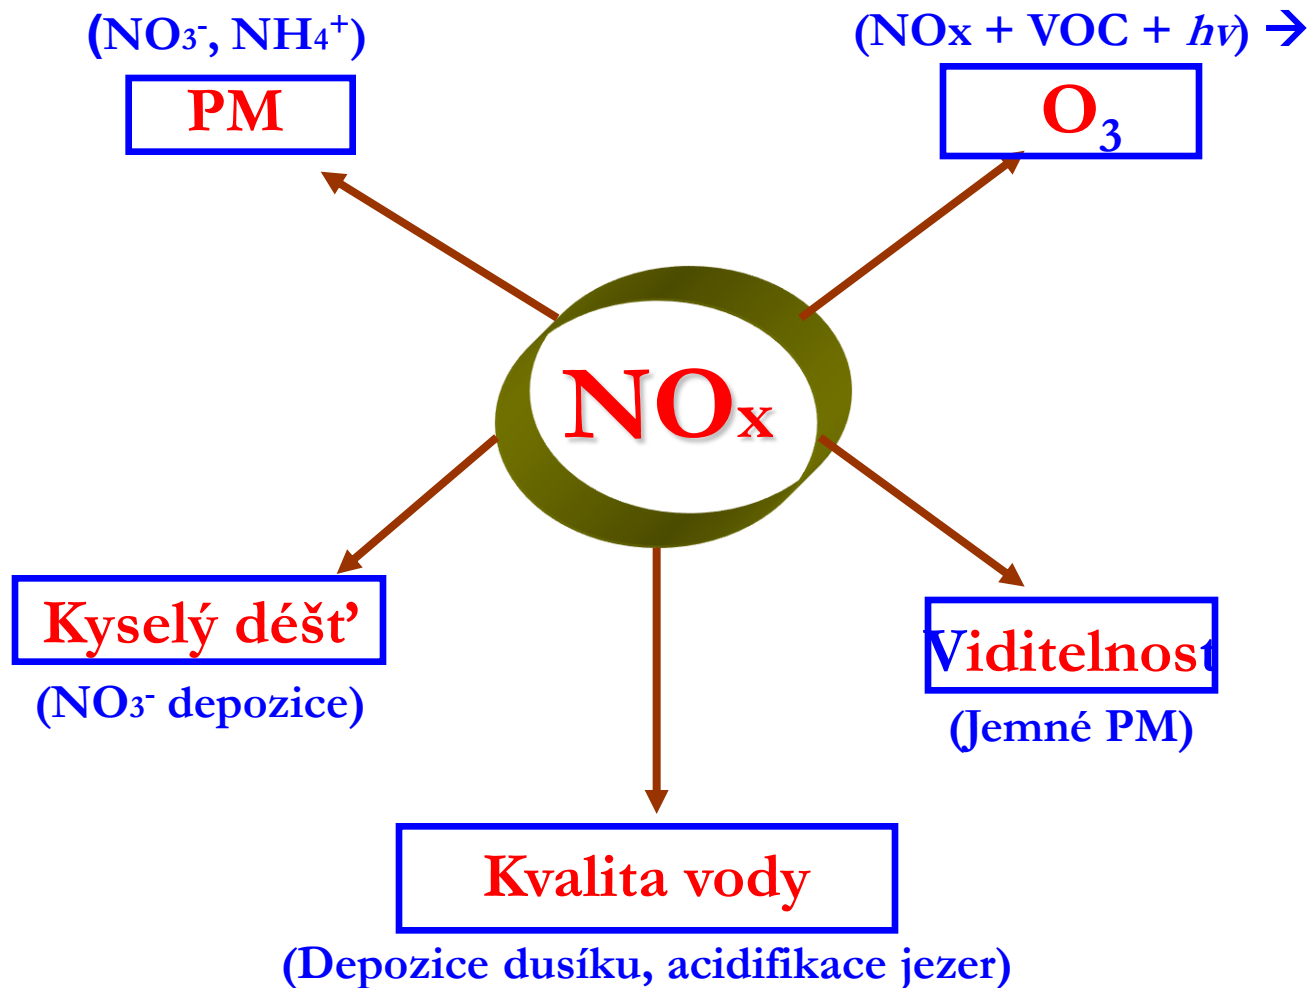 (NO₃⁻, NH₄⁺)
PM
(NOx + VOC + hν) →
O₃
NOx
Kyselý déšť
(NO₃⁻ depozice)
Viditelnost
(Jemné PM)
Kvalita vody
(Depozice dusíku, acidifikace jezer)